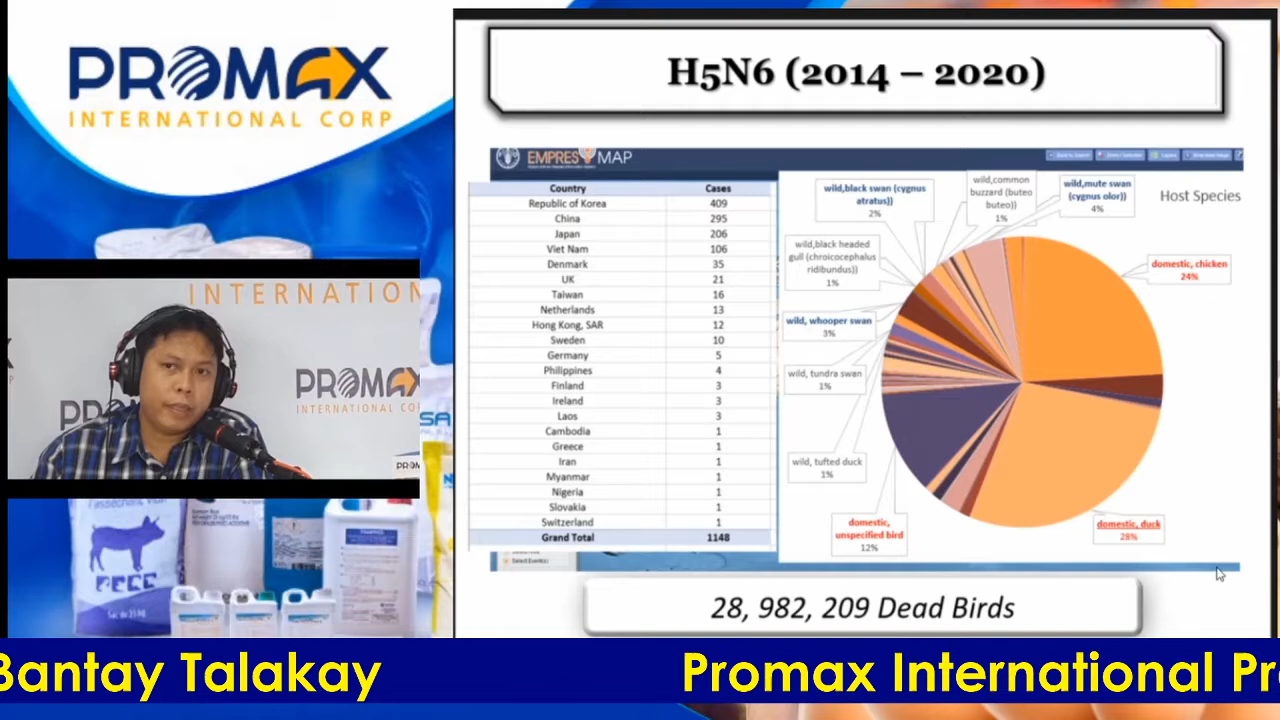 PROMAX
INTERNATIONAL CORP
INTERNATION
PROMAX
INTERNATIONAL CO
H5N6 (2014 – 2020)
EMPRES MAP
Country Cases
Republic of Korea 409
China 295
Japan 206
Viet Nam 106
Denmark 35
UK 21
Taiwan 16
Netherlands 13
Hong Kong, SAR 12
Sweden 10
Germany 5
Philippines 4
Finland 3
Ireland 3
Laos 3
Cambodia 1
Greece 1
Iran 1
Myanmar 1
Nigeria 1
Slovakia 1
Switzerland 1
Grand Total 1148
Host Species
wild,black swan (cygnus
atratus))
2%
wild,common
buzzard (buteo
buteo))
1%
wild,mute swan
(cygnus olor))
4%
wild,black headed
gull (chroicocephalus
ridibundus))
1%
domestic, chicken
24%
wild, whooper swan
3%
wild, tundra swan
1%
wild, tufted duck
1%
domestic,
unspecified bird
12%
domestic, duck
28%
28, 982, 209 Dead Birds
Bantay Talakay
Promax International Pr